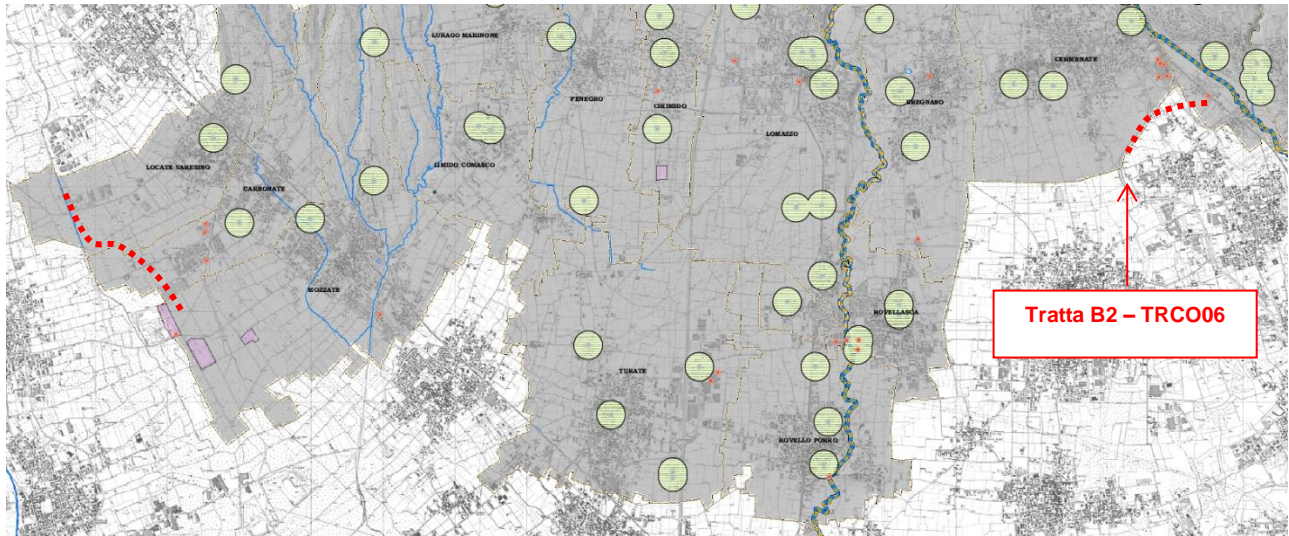 LURAGO MARINONE
CERMENATE
FENEGRO
CIRIMIDO
BREGNANO
LOMAZZO
LOCATE VARESINO
LIMIDO COMASCO
CARBONATE
MOZZATE
ROVELLASCA
Tratta B2 – TRCO06
TURATE
ROVELLO PORRO